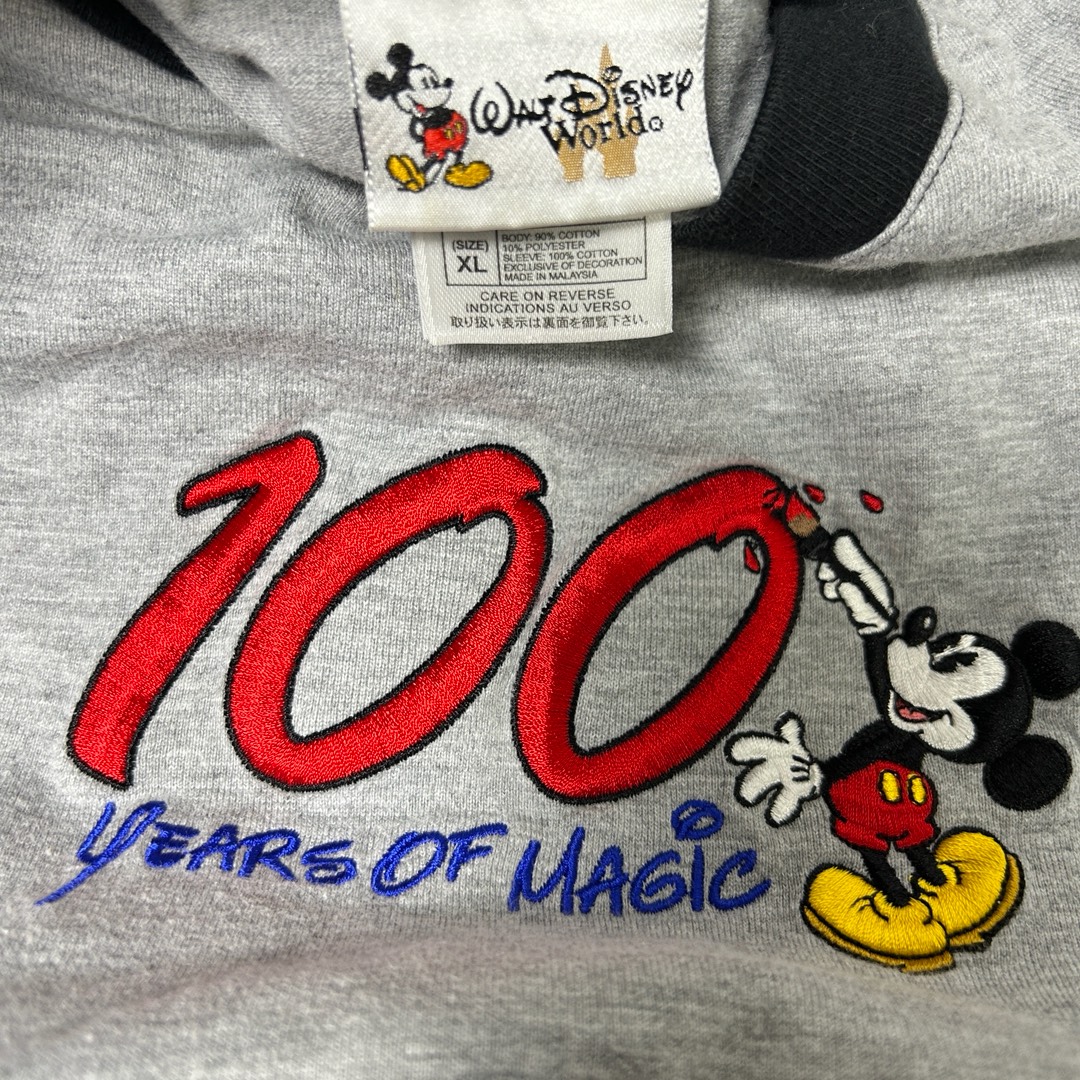 WALT DISNEY
World®
(SIZE)
XL
BODY: 90% COTTON
10% POLYESTER
SLEEVE: 100% COTTON
EXCLUSIVE OF DECORATION
MADE IN MALAYSIA
CARE ON REVERSE
INDICATIONS AU VERSO
取り扱い表示は裏面を御覧下さい。
100
YEARS OF MAGIC